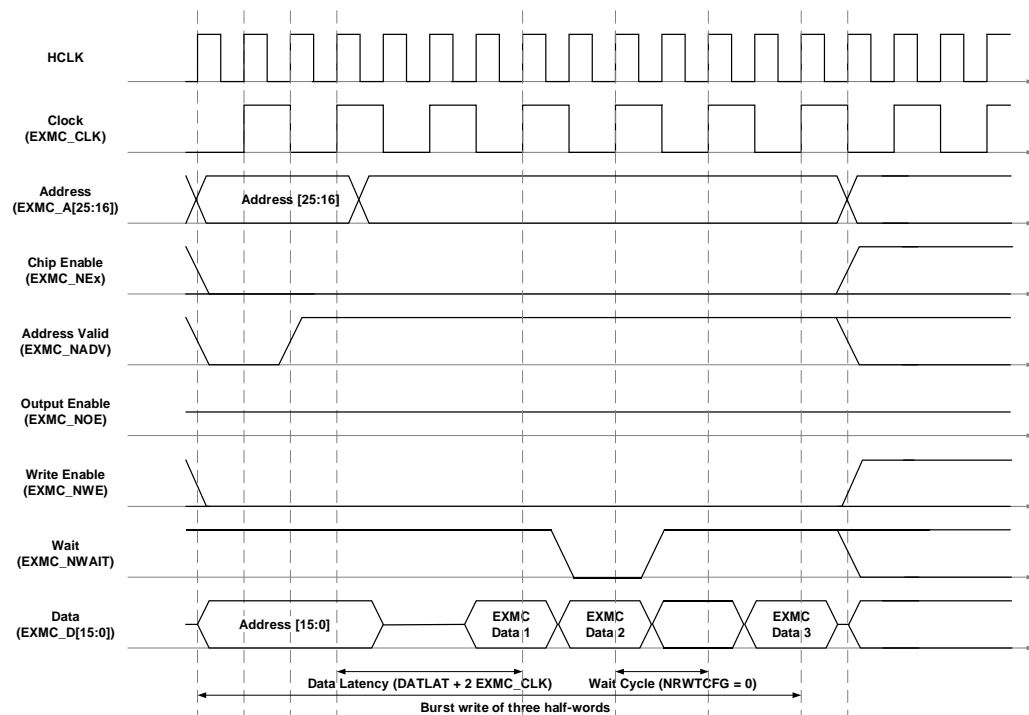 HCLK
Clock
(EXMC_CLK)
Address
(EXMC_A[25:16])
Address [25:16]
Chip Enable
(EXMC_NEx)
Address Valid
(EXMC_NADV)
Output Enable
(EXMC_NOE)
Write Enable
(EXMC_NWE)
Wait
(EXMC_NWAIT)
Data
(EXMC_D[15:0])
Address [15:0]
EXMC
Data 1
EXMC
Data 2
EXMC
Data 3
Data Latency (DATLAT + 2 EXMC_CLK)
Wait Cycle (NRWTCFG = 0)
Burst write of three half-words